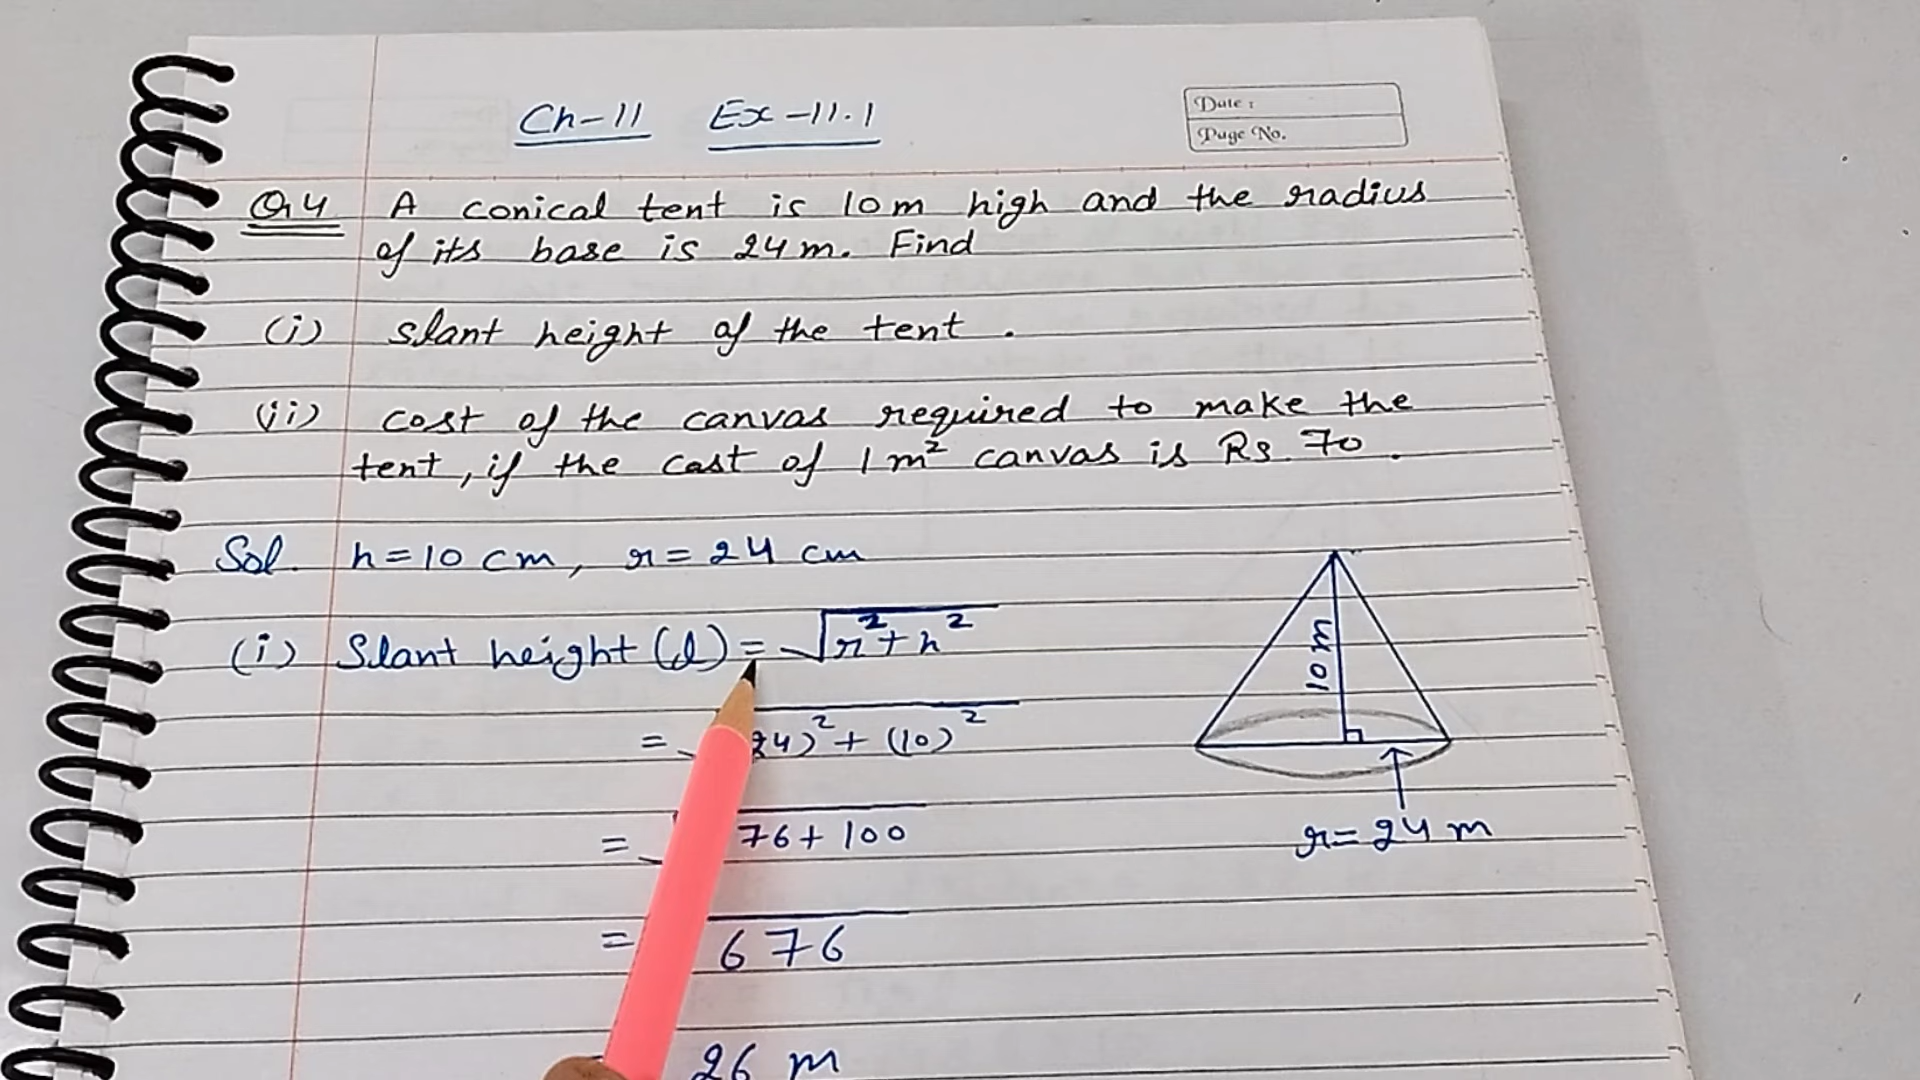 Ch-11 Ex-11.1
Date :
Page No.
Q.4 A conical tent is 10m high and the radius
of its base is 24m. Find
(i) slant height of the tent.
(ii) cost of the canvas required to make the
tent, if the cost of 1m² canvas is Rs. 70.
Sol. h=10 cm, r=24 cm
(i) Slant height (l) = √r²+h²
= 24)² + (10)²
= 76+100
= 676
26 m
10 m
r=24 m